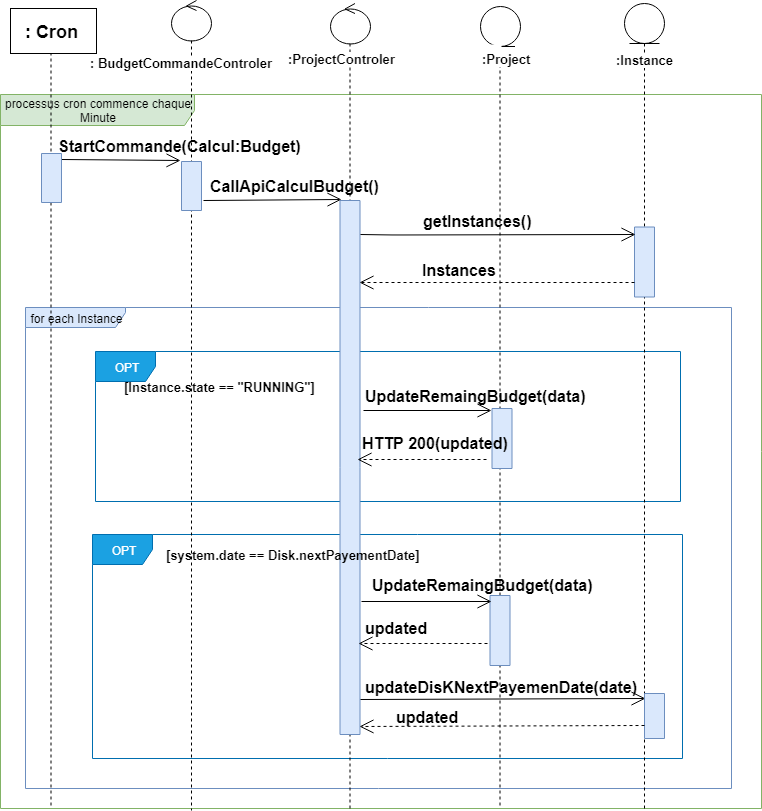 : Cron
: BudgetCommandeControler
:ProjectControler
:Project
:Instance
processus cron commence chaque
Minute
StartCommande(Calcul:Budget)
CallApiCalculBudget()
getInstances()
Instances
for each Instance
OPT
[Instance.state == "RUNNING"]
UpdateRemaingBudget(data)
HTTP 200(updated)
OPT
[system.date == Disk.nextPayementDate]
UpdateRemaingBudget(data)
updated
updateDisKNextPayemenDate(date)
updated